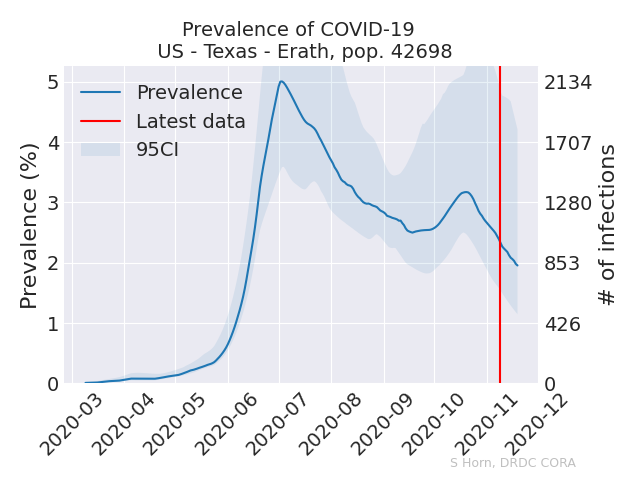 Prevalence of COVID-19
US - Texas - Erath, pop. 42698
Prevalence
Latest data
95CI
Prevalence (%)
5
4
3
2
1
0
2134
1707
1280
853
426
0
# of infections
2020-03
2020-04
2020-05
2020-06
2020-07
2020-08
2020-09
2020-10
2020-11
2020-12
S Horn, DRDC CORA